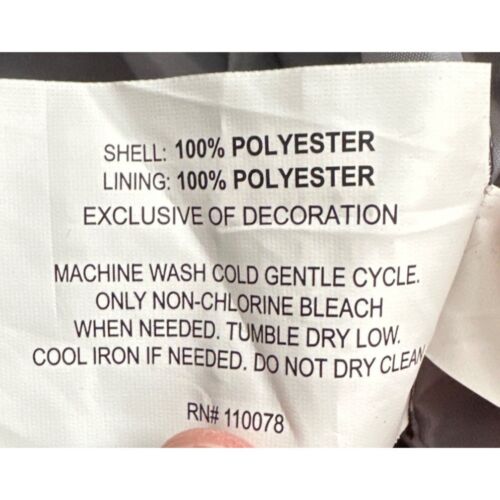 SHELL: 100% POLYESTER
LINING: 100% POLYESTER
EXCLUSIVE OF DECORATION
MACHINE WASH COLD GENTLE CYCLE.
ONLY NON-CHLORINE BLEACH
WHEN NEEDED. TUMBLE DRY LOW.
COOL IRON IF NEEDED. DO NOT DRY CLEAN
RN# 110078